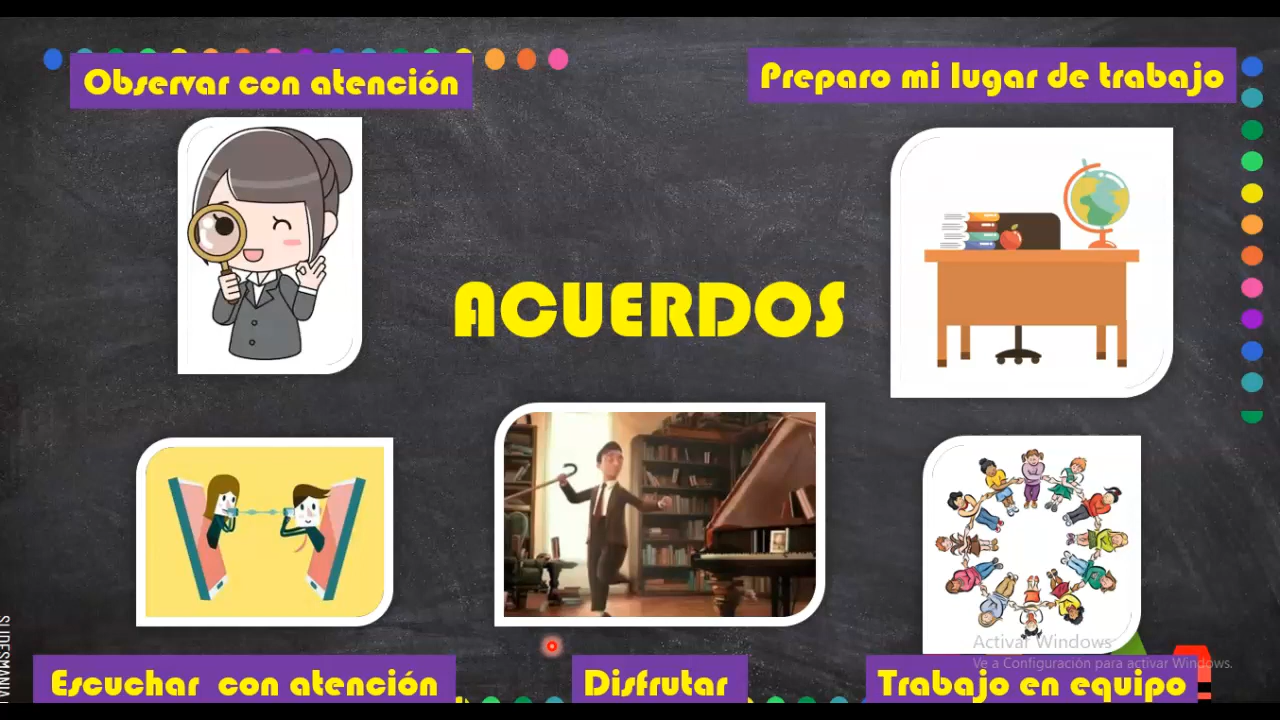 Observar con atención
Preparo mi lugar de trabajo
ACUERDOS
Escuchar con atención
Disfrutar
Trabajo en equipo
Activar Windows
Ve a Configuración para activar Windows.
SLIDESMANIA